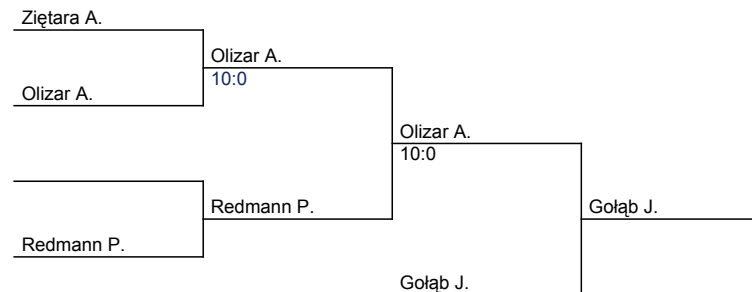 Ziętara A.
Olizar A.
10:0
Olizar A.
Olizar A.
10:0
Redmann P.
Gołąb J.
Redmann P.
Gołąb J.